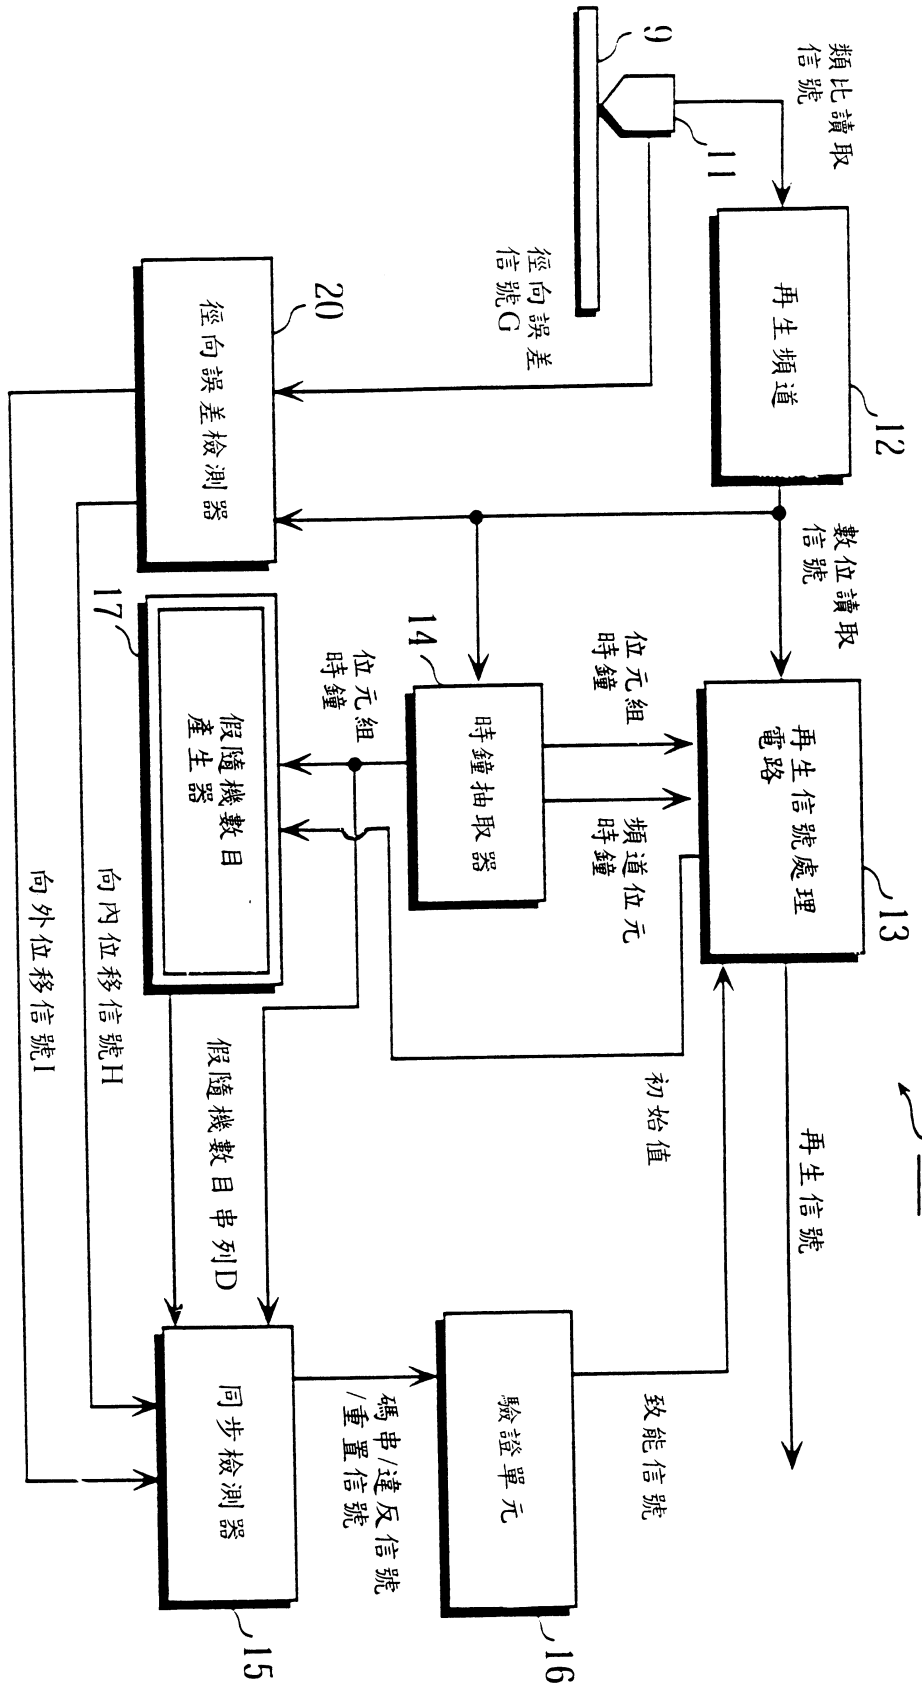 一
類比讀取
信號
9
11
再生頻道
12
徑向誤差
信號G
20
徑向誤差檢測器
數位讀取
信號
再生信號處理
電路
13
位元組
時鐘
頻道位元
時鐘
14
時鐘抽取器
位元組
時鐘
17
假隨機數目
產生器
初始值
再生信號
向內位移信號H
向外位移信號I
假隨機數目串列D
同步檢測器
15
碼串/違反信號
/重置信號
驗證單元
16
致能信號